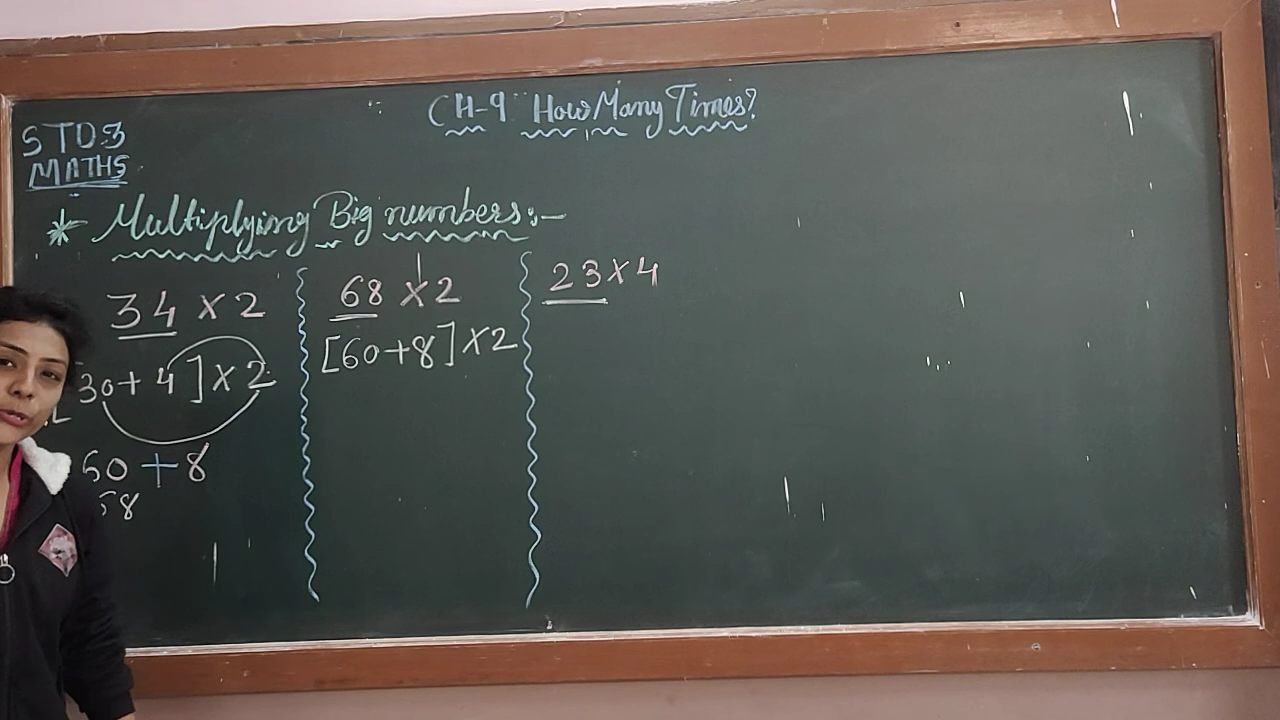 CH-9 How Many Times?
STD 3
MATHS
* Multiplying Big numbers:-
34 × 2
[30 + 4] × 2
60 + 8
68
68 × 2
[60 + 8] × 2
23 × 4